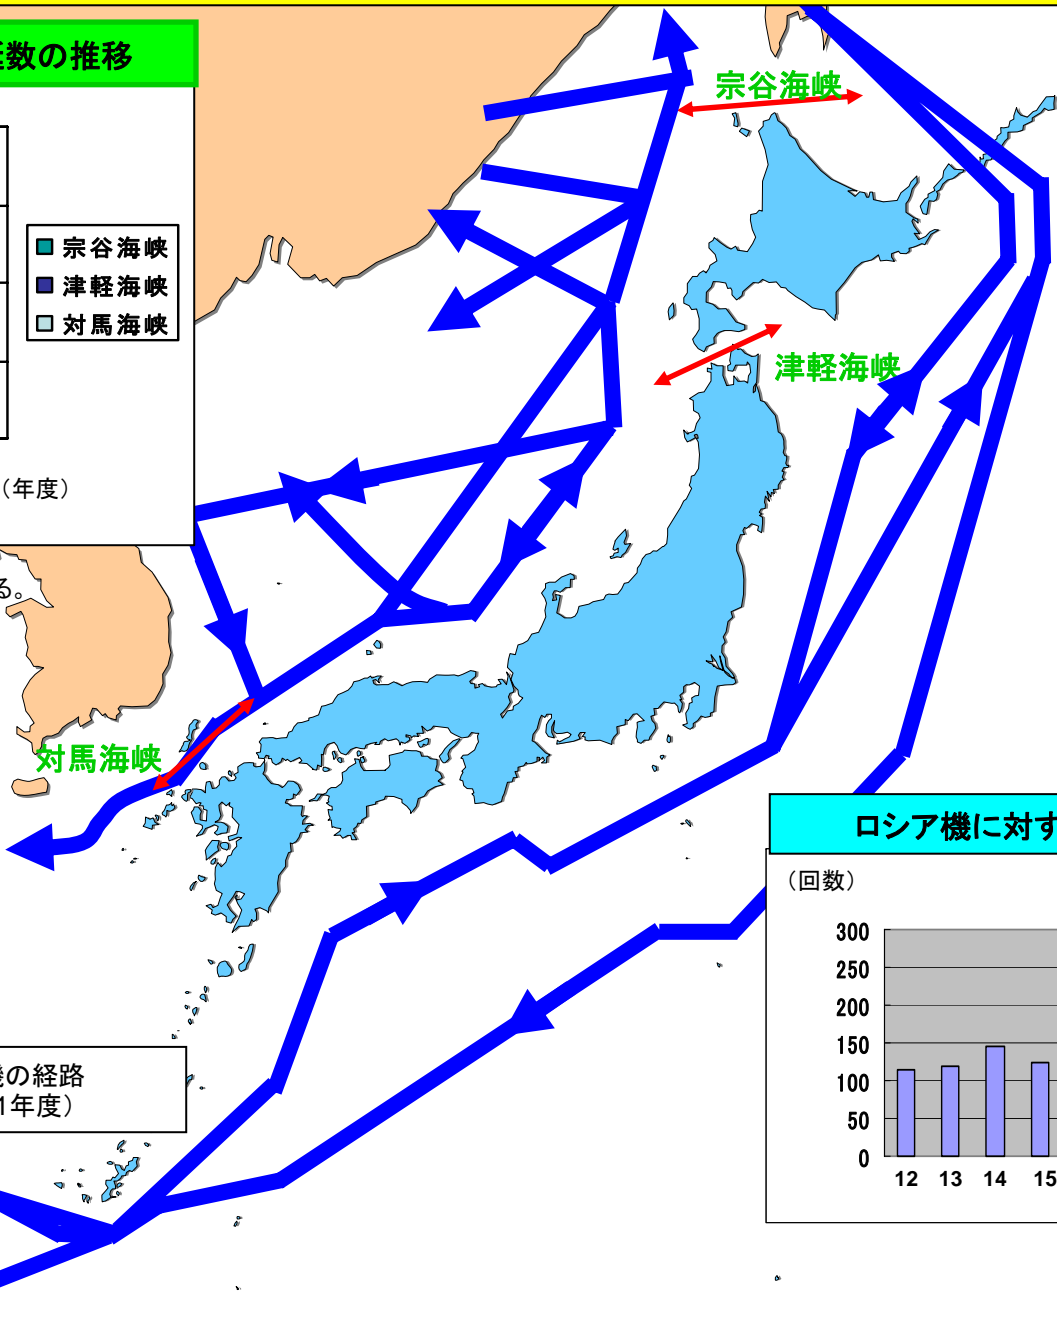 数の推移
宗谷海峡
宗谷海峡
津軽海峡
対馬海峡
津軽海峡
（年度）
る。
対馬海峡
ロシア機に対す
（回数）
300
250
200
150
100
50
0
12 13 14 15
の経路
1年度）